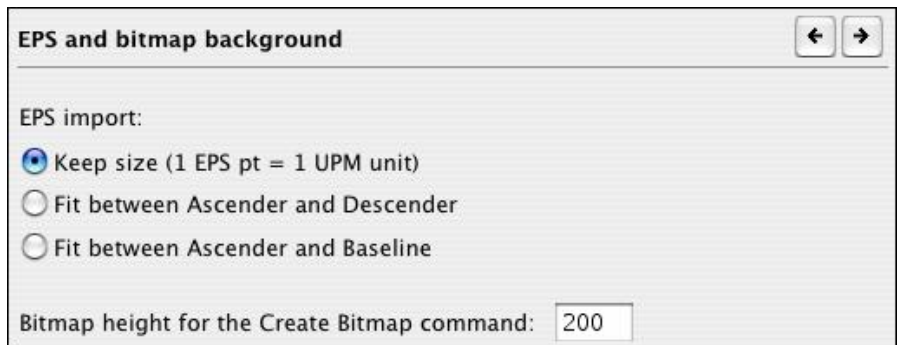 EPS and bitmap background
EPS import:
Keep size (1 EPS pt = 1 UPM unit)
Fit between Ascender and Descender
Fit between Ascender and Baseline
Bitmap height for the Create Bitmap command: 200